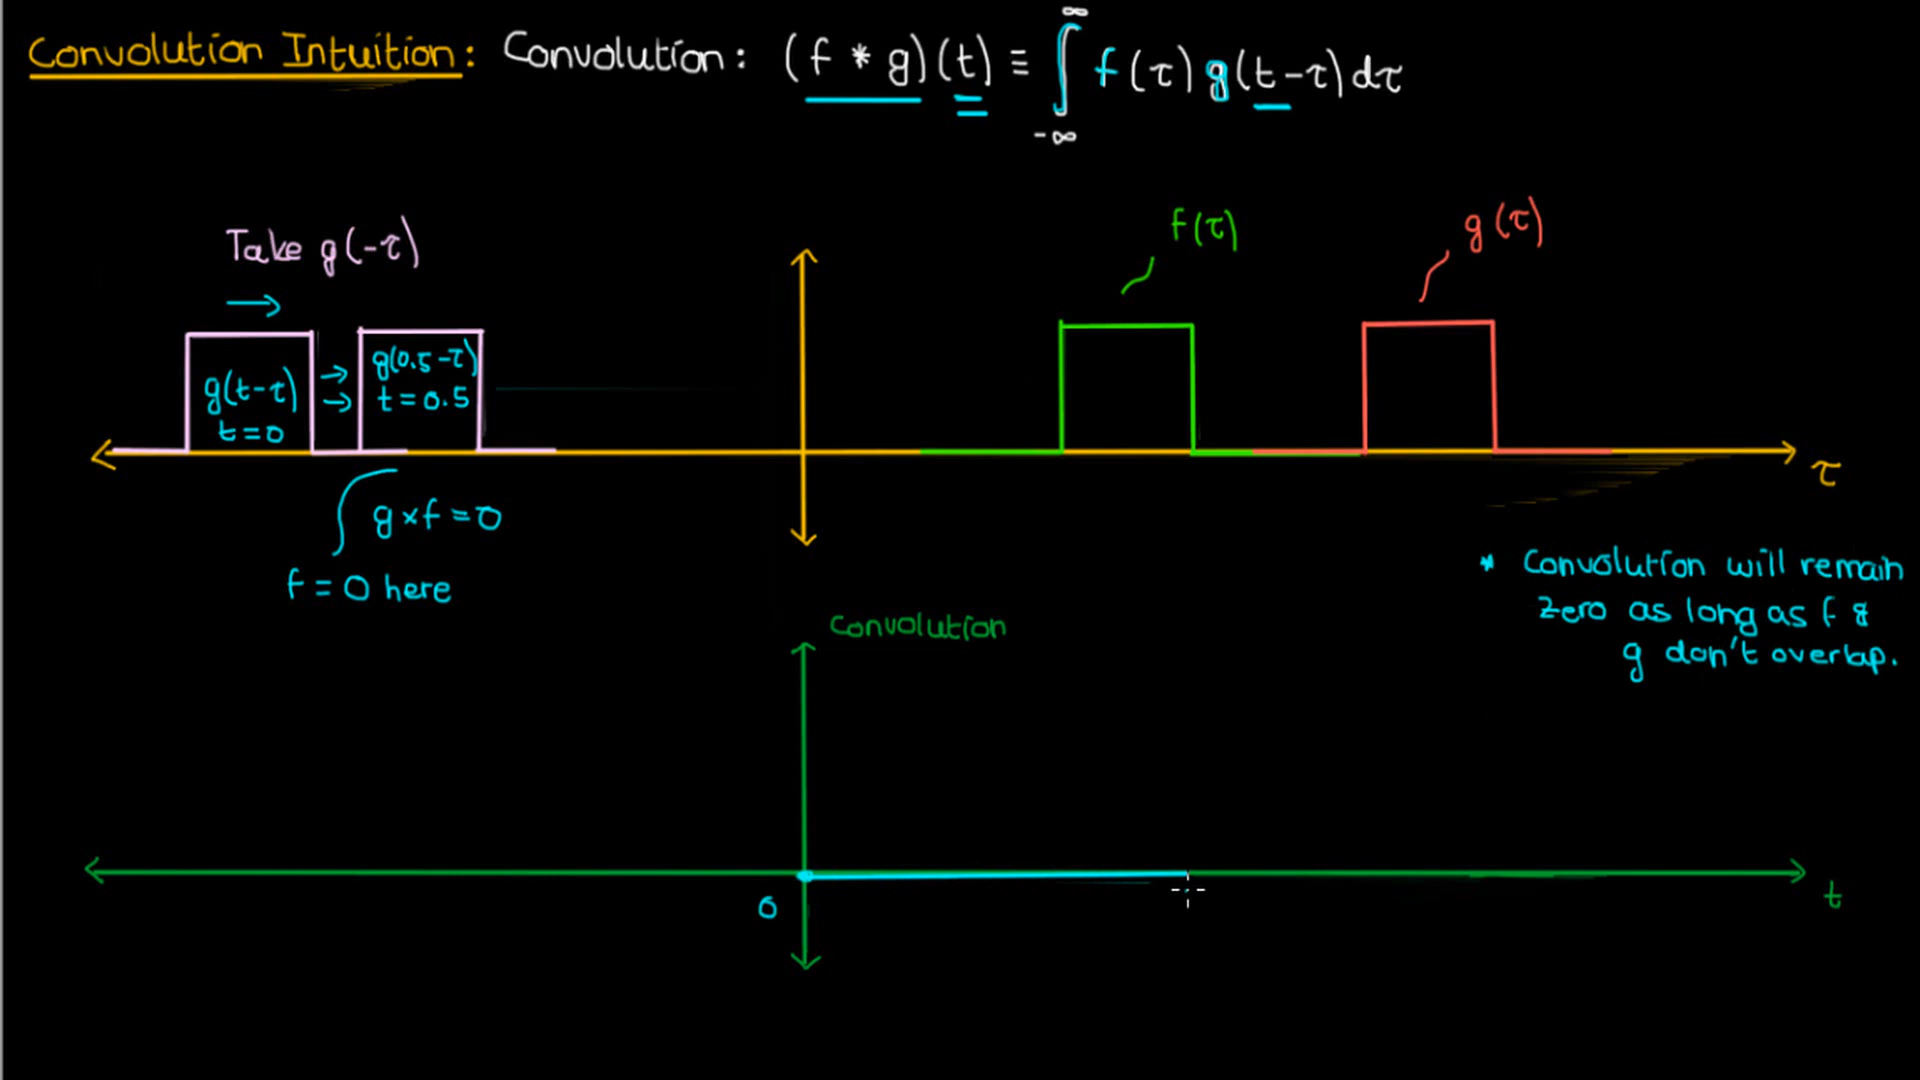 Convolution Intuition: Convolution: (f * g)(t) ≡ ∫_{-∞}^{∞} f(τ) g(t-τ) dτ
Take g(-τ)
f(τ)
g(τ)
→
g(t-τ)
t=0
→
→
g(0.5-τ)
t=0.5
τ
∫ g×f=0
f=0 here
* Convolution will remain
zero as long as f &
g don't overlap.
Convolution
0
t